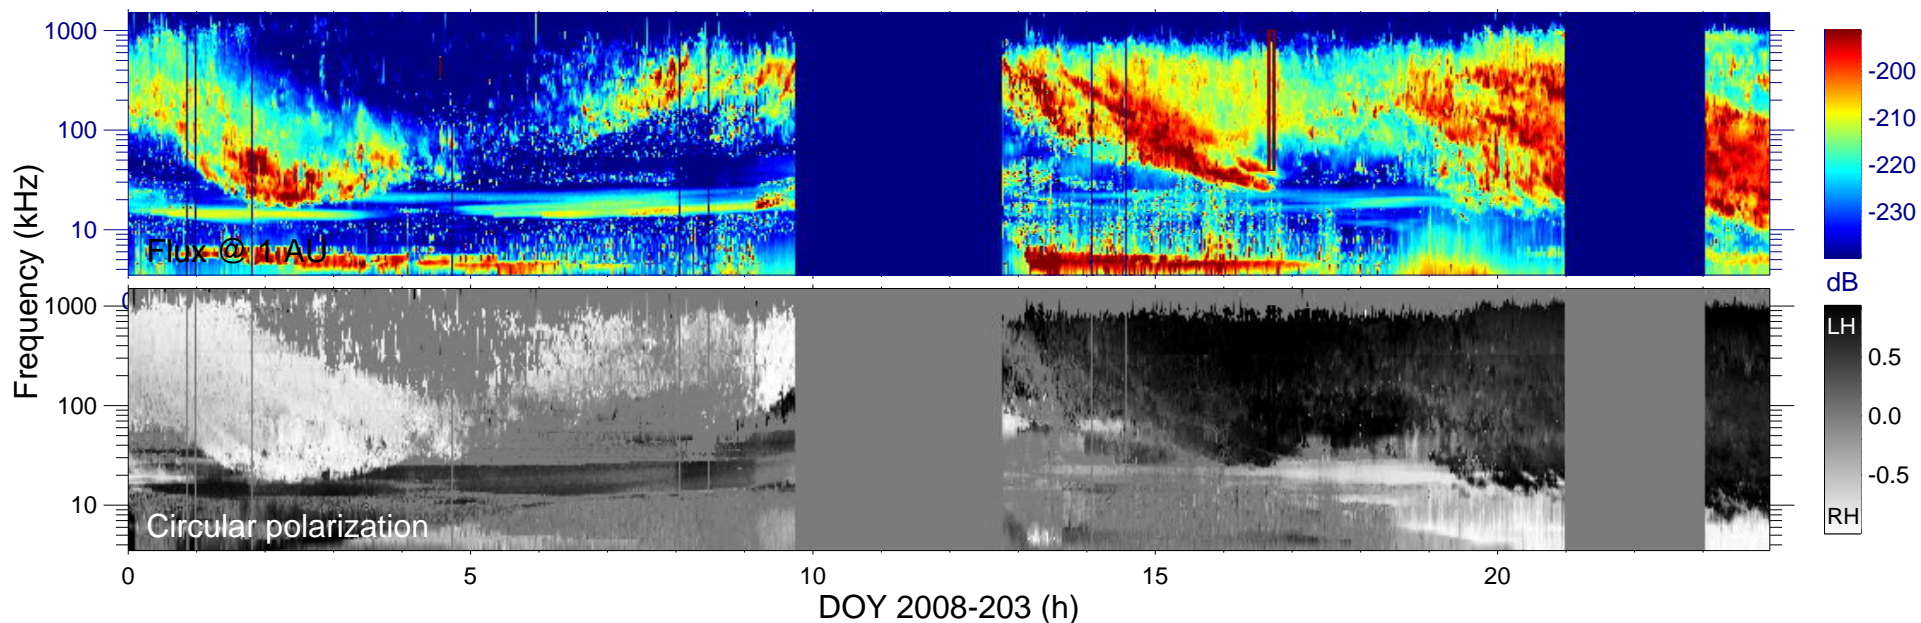 1000
100
10
Flux @ 1 AU
-200
-210
-220
-230
dB
0
1000
100
10
Circular polarization
LH
0.5
0.0
-0.5
RH
Frequency (kHz)
0 5 10 15 20
DOY 2008-203 (h)